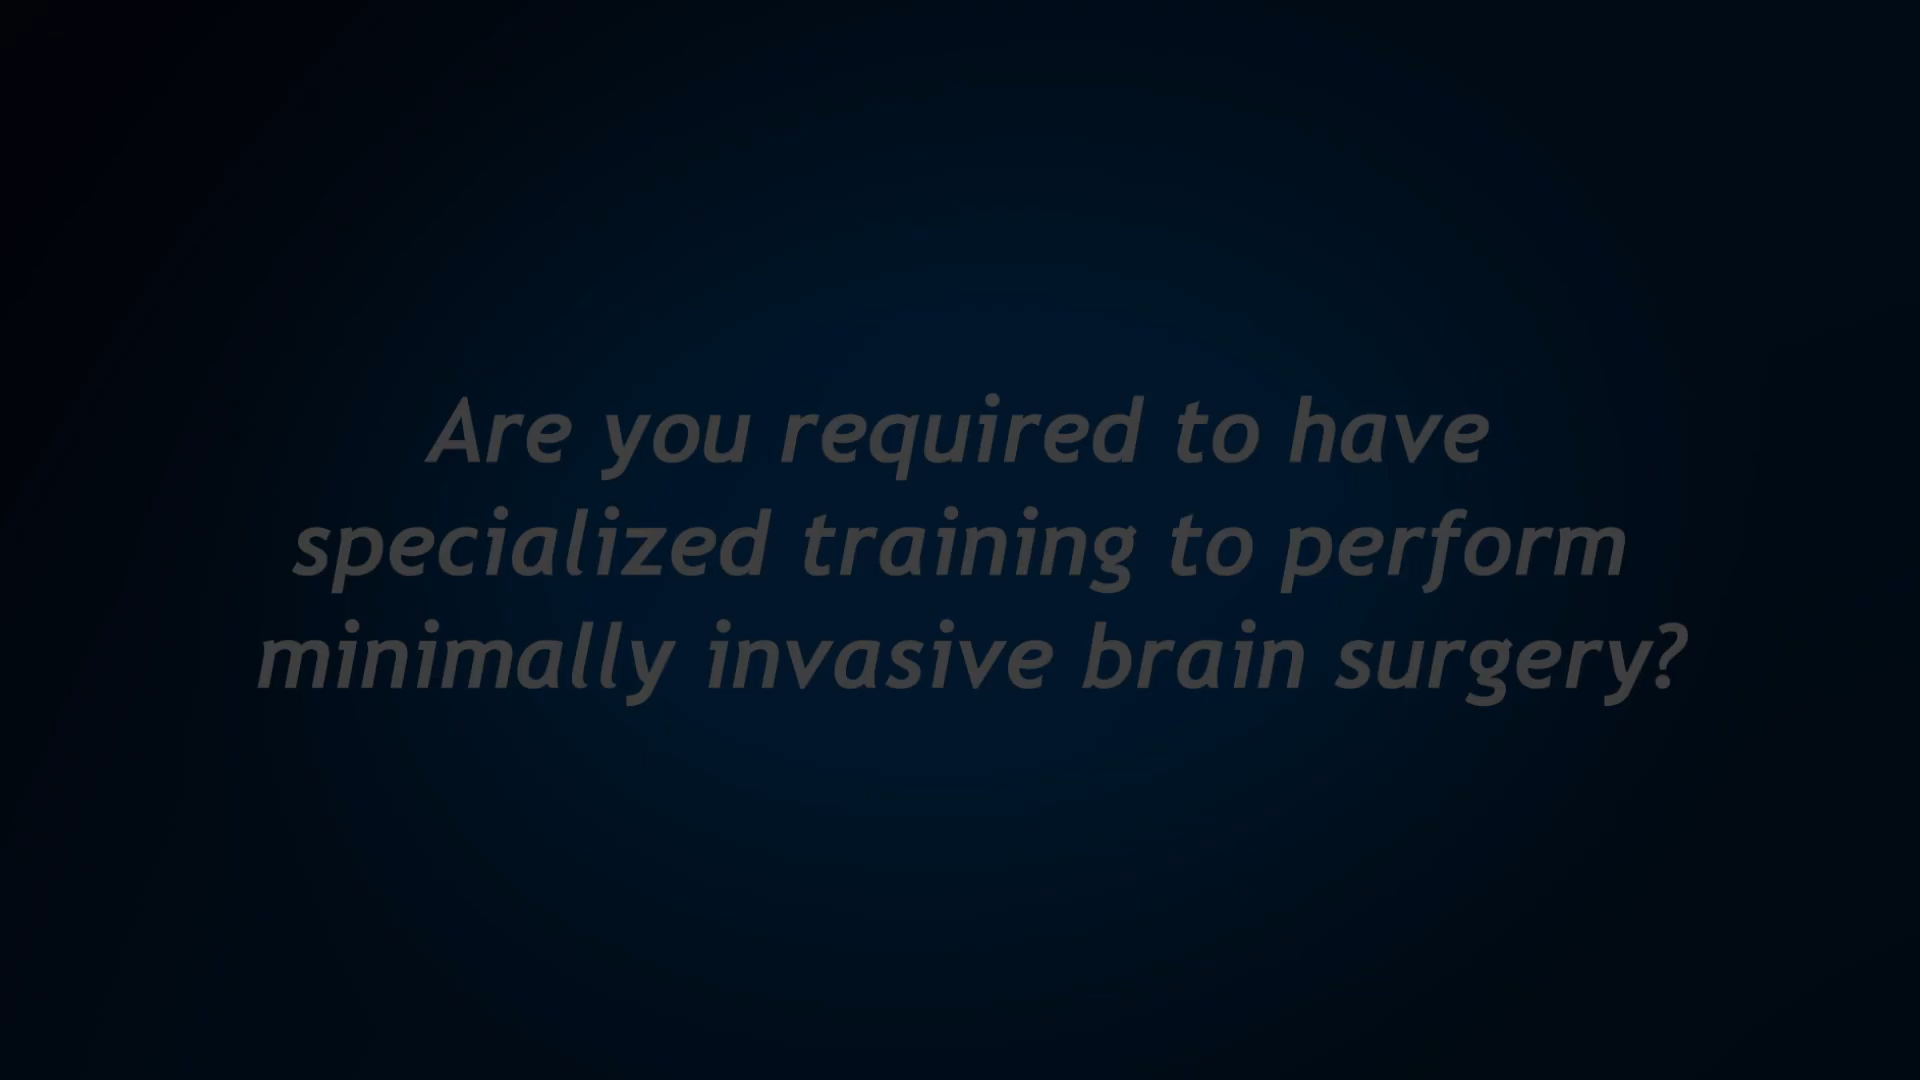 Are you required to have
specialized training to perform
minimally invasive brain surgery?